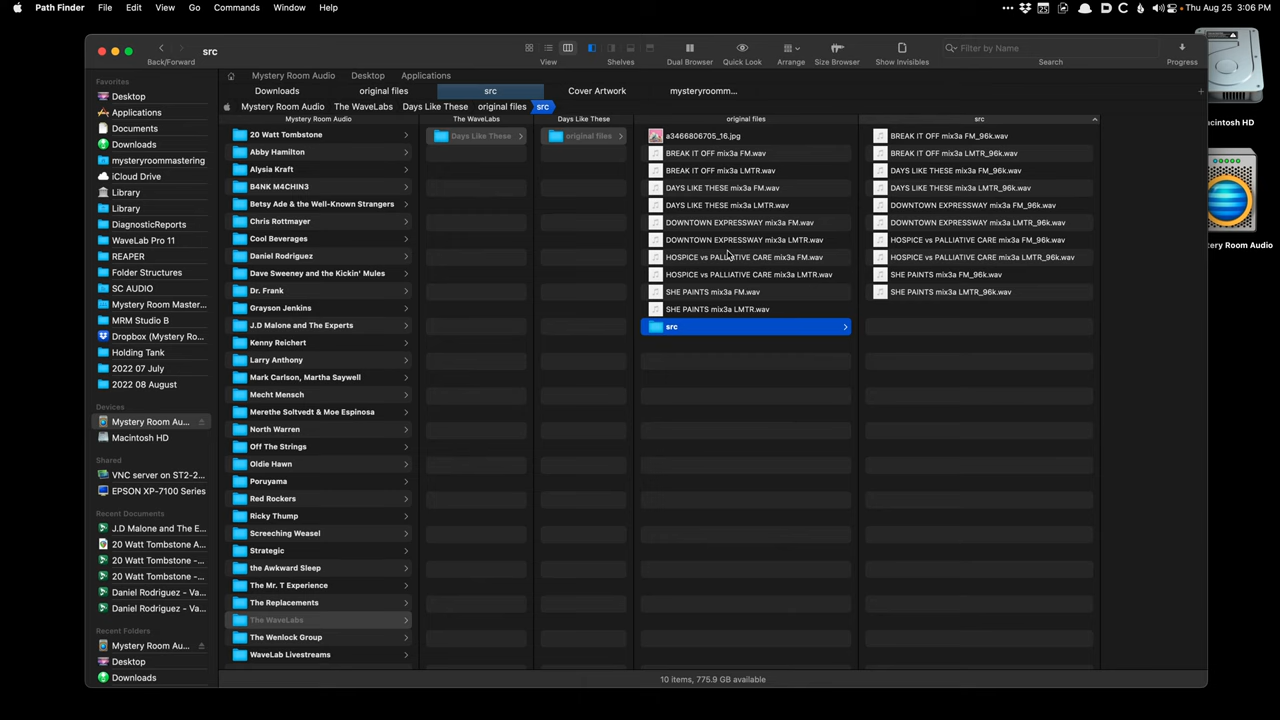 Path Finder File Edit View Go Commands Window Help
Thu Aug 25 3:06 PM
src
Back/Forward View Shelves Dual Browser Quick Look Arrange Size Browser Show Invisibles Filter by Name Search Progress
Mystery Room Audio Desktop Applications
Downloads original files src Cover Artwork mysteryroomm...
Mystery Room Audio The WaveLabs Days Like These original files src
Favorites
Desktop
Applications
Documents
Downloads
mysteryroommastering
iCloud Drive
Library
Library
DiagnosticReports
WaveLab Pro 11
REAPER
Folder Structures
SC AUDIO
Mystery Room Master...
MRM Studio B
Dropbox (Mystery Ro...
Holding Tank
2022 07 July
2022 08 August
Devices
Mystery Room Au...
Macintosh HD
Shared
VNC server on ST2-2...
EPSON XP-7100 Series
Recent Documents
J.D Malone and The E...
20 Watt Tombstone A...
20 Watt Tombstone -...
20 Watt Tombstone -...
Daniel Rodriguez - Va...
Daniel Rodriguez - Va...
Recent Folders
Mystery Room Au...
Desktop
Downloads
Mystery Room Audio
20 Watt Tombstone
Abby Hamilton
Alysia Kraft
B4NK M4CHIN3
Betsy Ade & the Well-Known Strangers
Chris Rottmayer
Cool Beverages
Daniel Rodriguez
Dave Sweeney and the Kickin' Mules
Dr. Frank
Grayson Jenkins
J.D Malone and The Experts
Kenny Reichert
Larry Anthony
Mark Carlson, Martha Saywell
Mecht Mensch
Merethe Soltvedt & Moe Espinosa
North Warren
Off The Strings
Oldie Hawn
Poruyama
Red Rockers
Ricky Thump
Screeching Weasel
Strategic
the Awkward Sleep
The Mr. T Experience
The Replacements
The WaveLabs
The Wenlock Group
WaveLab Livestreams
The WaveLabs
Days Like These
Days Like These
original files
original files
a3466806705_16.jpg
BREAK IT OFF mix3a FM.wav
BREAK IT OFF mix3a LMTR.wav
DAYS LIKE THESE mix3a FM.wav
DAYS LIKE THESE mix3a LMTR.wav
DOWNTOWN EXPRESSWAY mix3a FM.wav
DOWNTOWN EXPRESSWAY mix3a LMTR.wav
HOSPICE vs PALLIATIVE CARE mix3a FM.wav
HOSPICE vs PALLIATIVE CARE mix3a LMTR.wav
SHE PAINTS mix3a FM.wav
SHE PAINTS mix3a LMTR.wav
src
src
BREAK IT OFF mix3a FM_96k.wav
BREAK IT OFF mix3a LMTR_96k.wav
DAYS LIKE THESE mix3a FM_96k.wav
DAYS LIKE THESE mix3a LMTR_96k.wav
DOWNTOWN EXPRESSWAY mix3a FM_96k.wav
DOWNTOWN EXPRESSWAY mix3a LMTR_96k.wav
HOSPICE vs PALLIATIVE CARE mix3a FM_96k.wav
HOSPICE vs PALLIATIVE CARE mix3a LMTR_96k.wav
SHE PAINTS mix3a FM_96k.wav
SHE PAINTS mix3a LMTR_96k.wav
10 items, 775.9 GB available
intosh HD
tery Room Audio